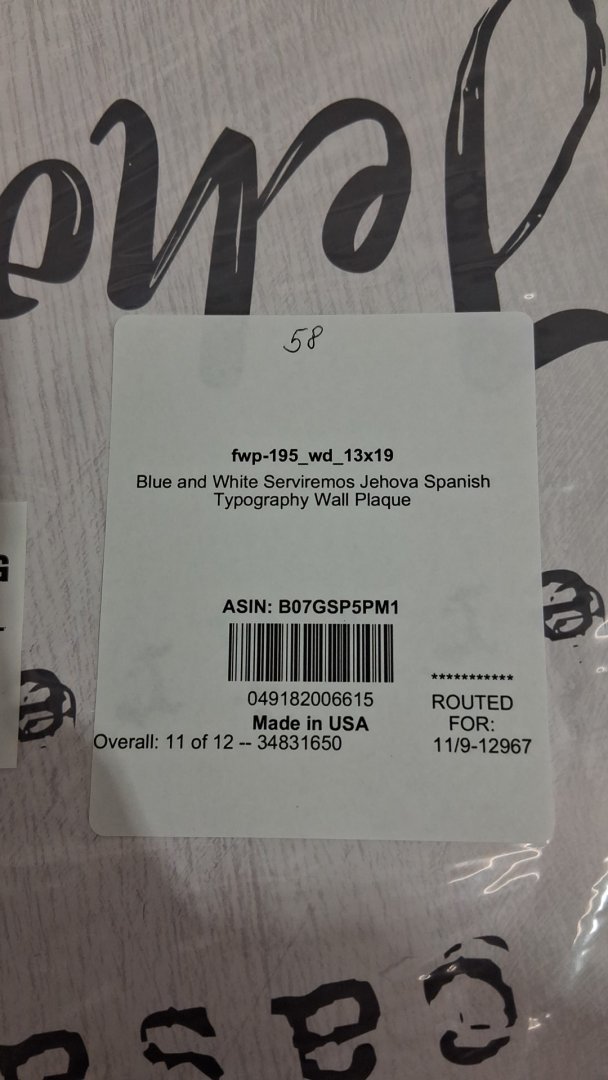 58
fwp-195_wd_13x19
Blue and White Serviremos Jehova Spanish
Typography Wall Plaque
ASIN: B07GSP5PM1
049182006615
Made in USA
Overall: 11 of 12 -- 34831650
***********
ROUTED
FOR:
11/9-12967